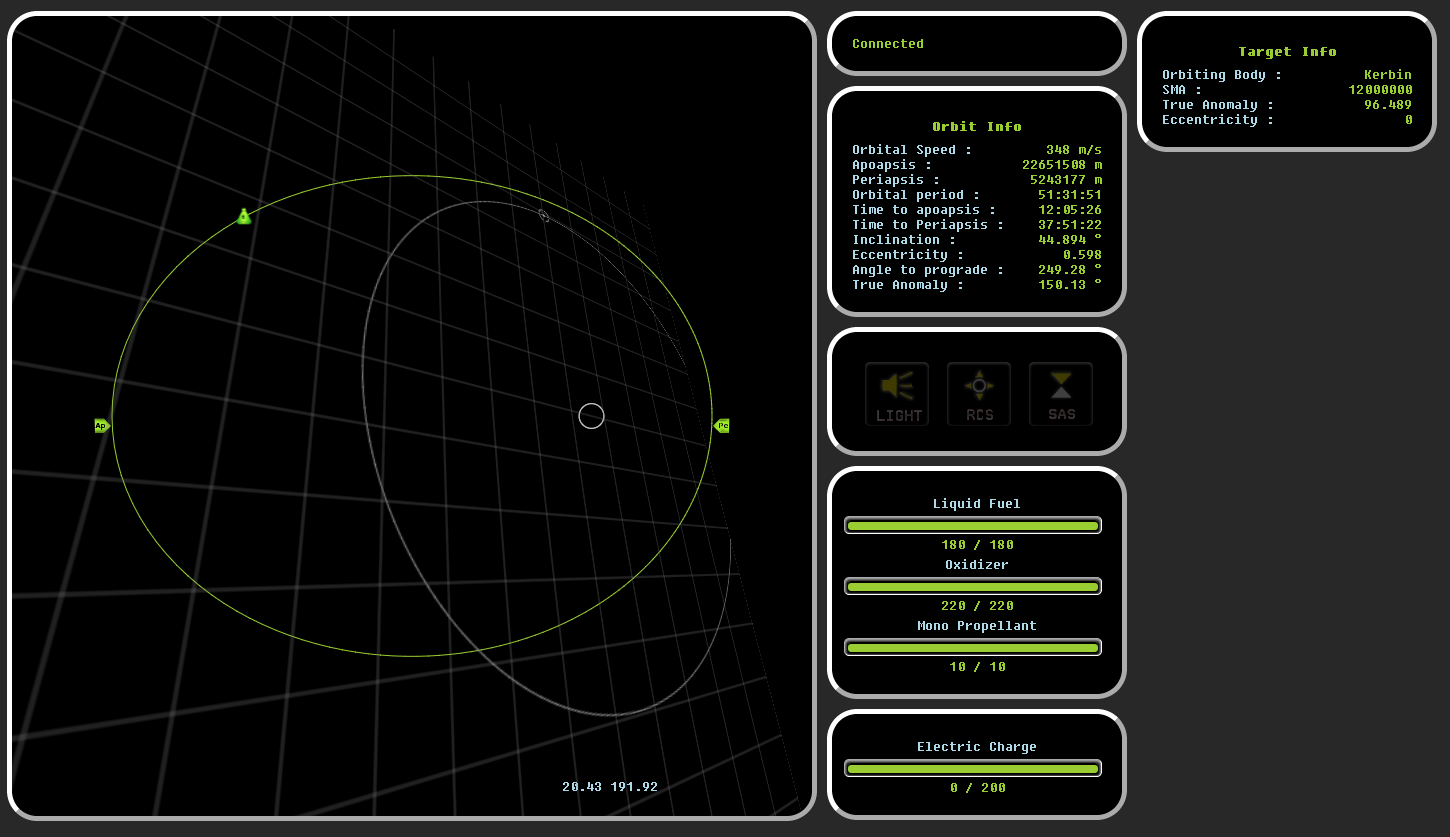 Ap
Pe
20.43 191.92
Connected
Orbit Info
Orbital Speed : 348 m/s
Apoapsis : 22651508 m
Periapsis : 5243177 m
Orbital period : 51:31:51
Time to apoapsis : 12:05:26
Time to Periapsis : 37:51:22
Inclination : 44.894 °
Eccentricity : 0.598
Angle to prograde : 249.28 °
True Anomaly : 150.13 °
LIGHT RCS SAS
Liquid Fuel
180 / 180
Oxidizer
220 / 220
Mono Propellant
10 / 10
Electric Charge
0 / 200
Target Info
Orbiting Body : Kerbin
SMA : 12000000
True Anomaly : 96.489
Eccentricity : 0